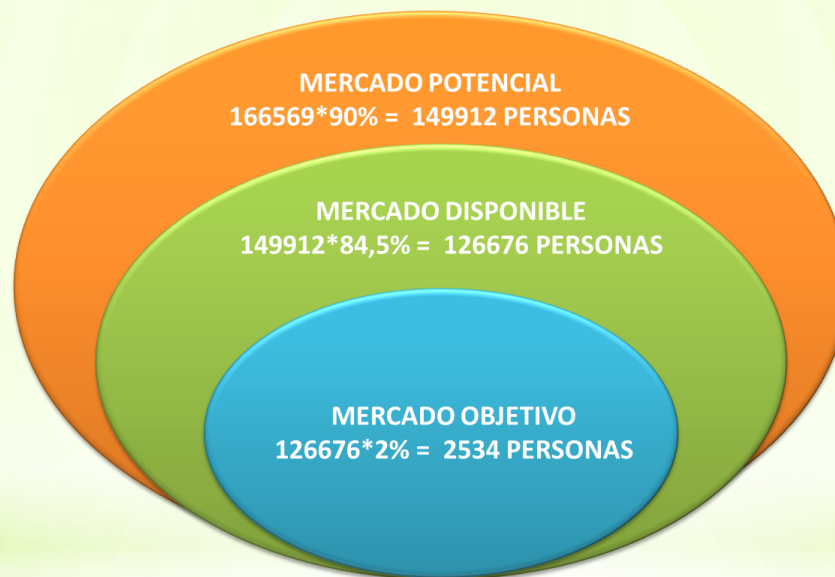 MERCADO POTENCIAL
166569*90% = 149912 PERSONAS
MERCADO DISPONIBLE
149912*84,5% = 126676 PERSONAS
MERCADO OBJETIVO
126676*2% = 2534 PERSONAS